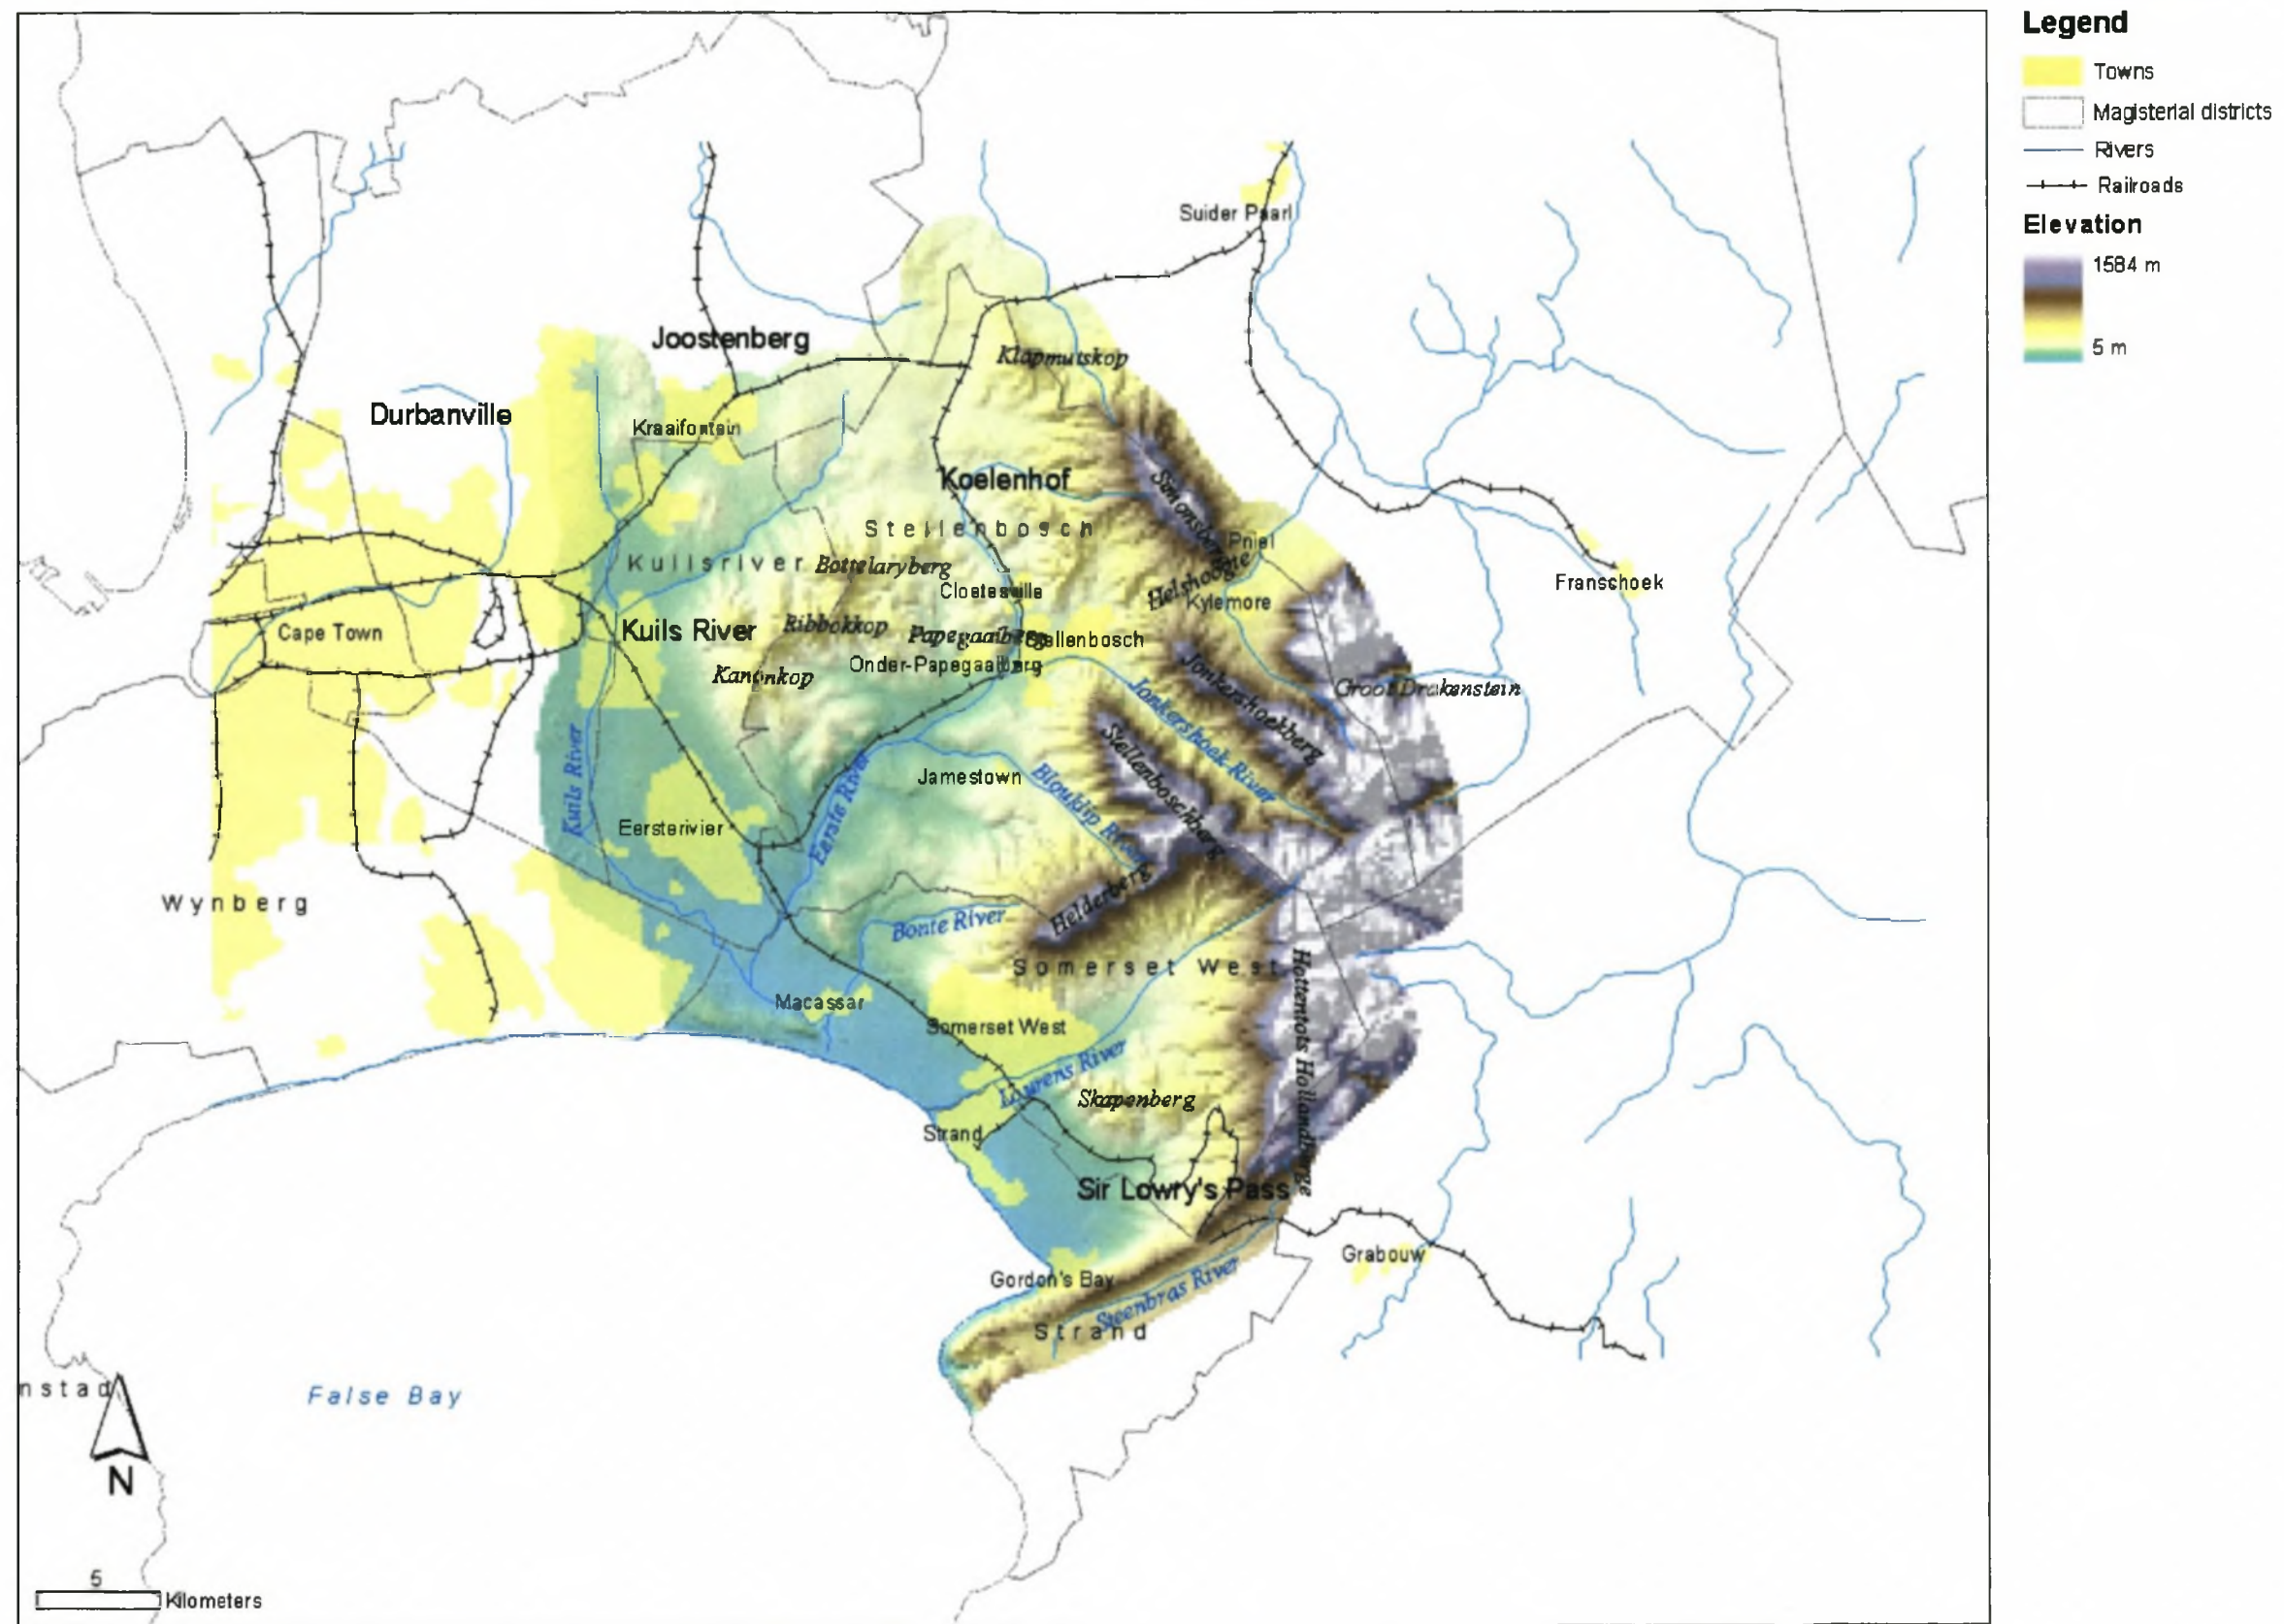 Legend
Towns
Magisterial districts
Rivers
Railroads
Elevation
1584 m
5 m
Suider Paarl
Joostenberg
Klapmutskop
Durbanville
Kraaifontein
Koelenhof
Simonsberg
Stellenbosch
Pniel
Kuilsriver
Bottelaryberg
Helshoogte
Franschoek
Cloetesville
Kylemore
Cape Town
Kuils River
Ribbokkop
Papegaaiberg
Stellenbosch
Onder-Papegaaiberg
Kanonkop
Jonkershoekberg
Groot Drakenstein
Jonkershoek River
Stellenboschberg
Kuils River
Jamestown
Blouklip River
Eersterivier
Eerste River
Wynberg
Helderberg
Bonte River
Somerset West
Hottentots Hollandberge
Macassar
Somerset West
Lourens River
Skapenberg
Strand
Sir Lowry's Pass
Grabouw
Gordon's Bay
Steenbras River
Strand
nstad
False Bay
N
5
Kilometers